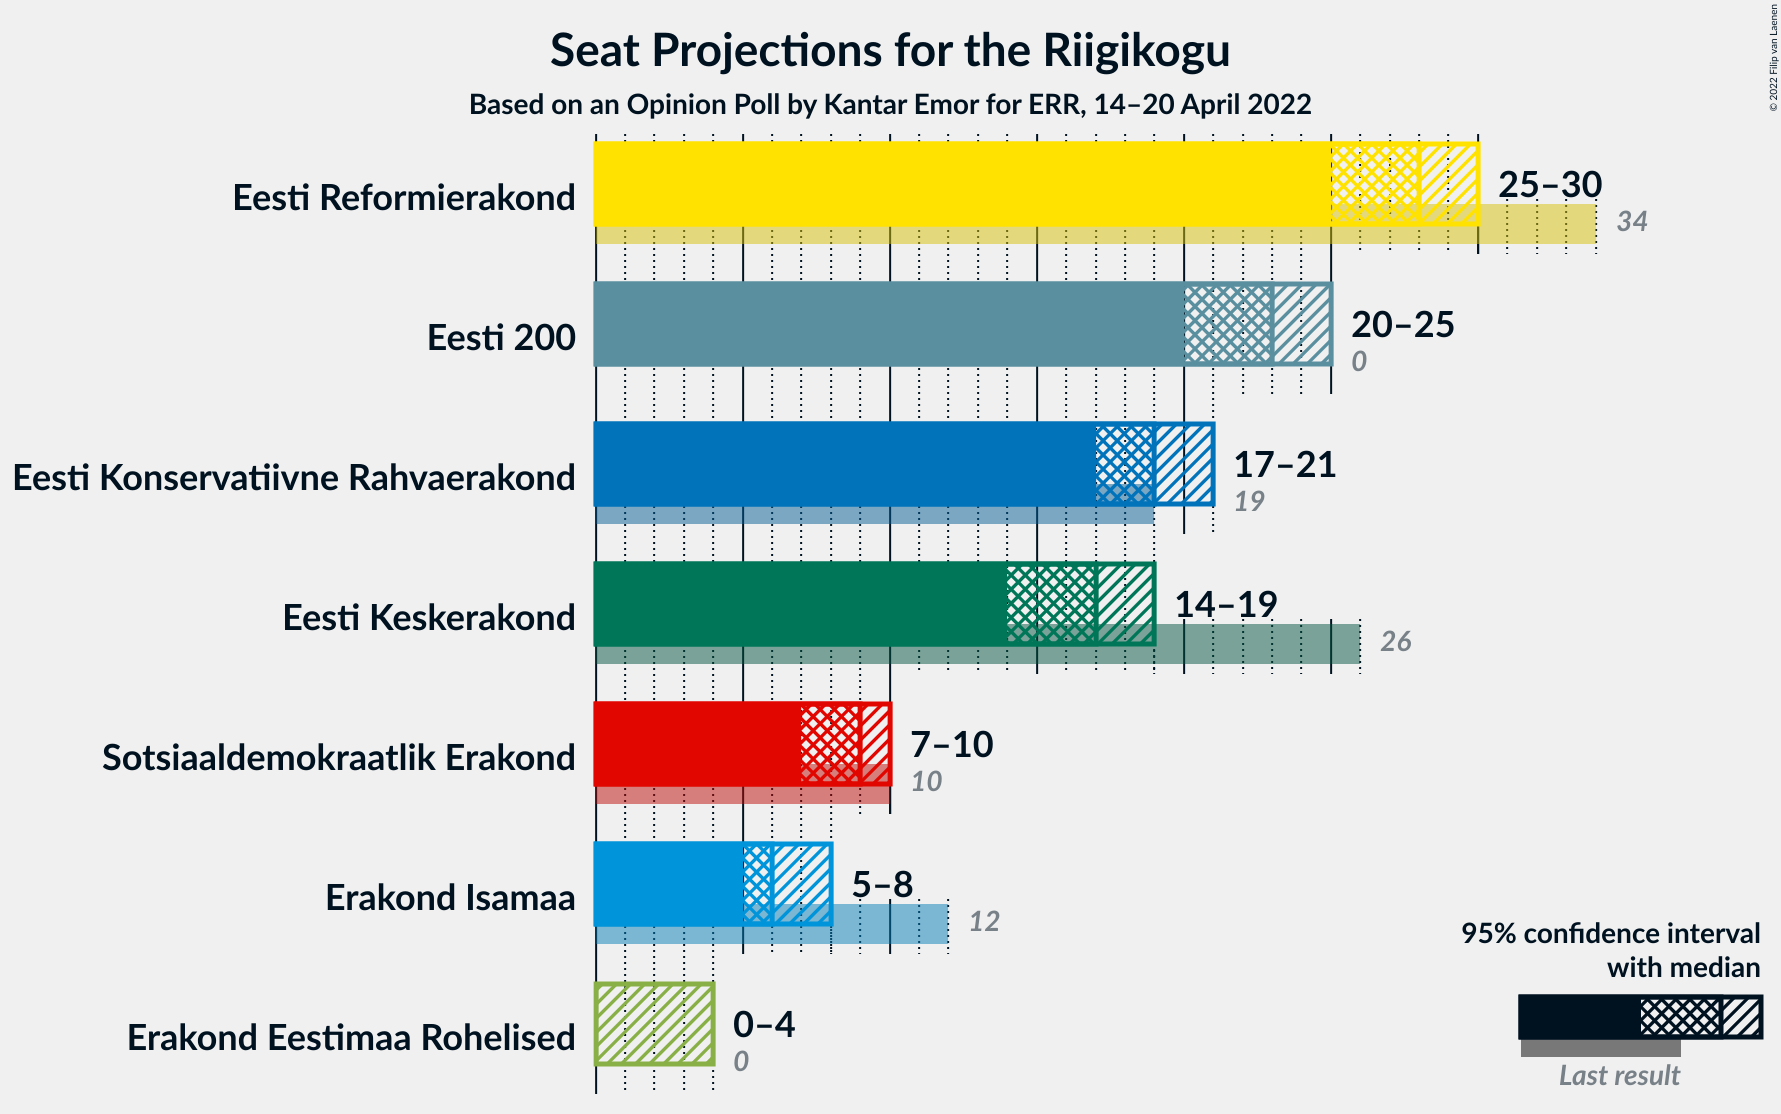 Seat Projections for the Riigikogu
Based on an Opinion Poll by Kantar Emor for ERR, 14–20 April 2022
© 2022 Filip van Laenen
Eesti Reformierakond
25–30
34
Eesti 200
20–25
0
Eesti Konservatiivne Rahvaerakond
17–21
19
Eesti Keskerakond
14–19
26
Sotsiaaldemokraatlik Erakond
7–10
10
Erakond Isamaa
5–8
12
Erakond Eestimaa Rohelised
0–4
0
95% confidence interval
with median
Last result